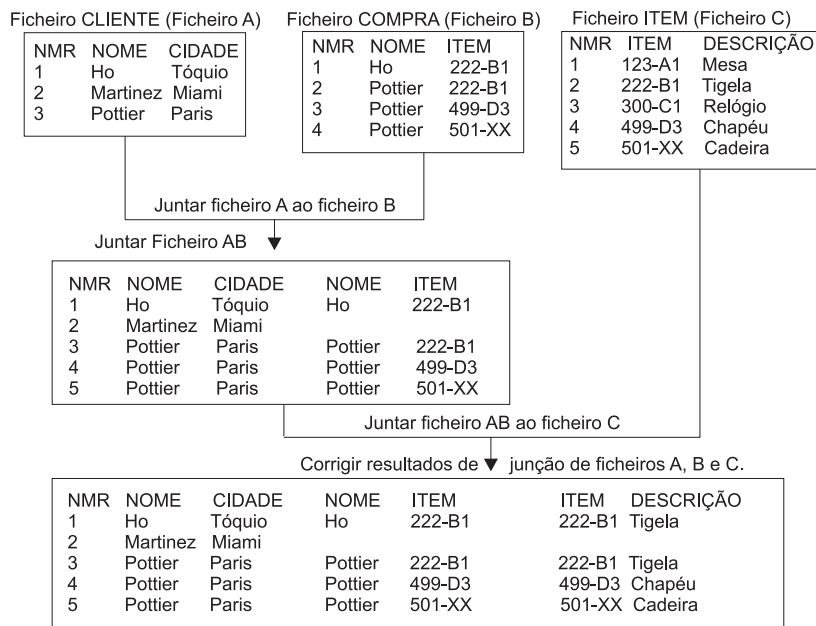 Ficheiro CLIENTE (Ficheiro A)
NMR NOME CIDADE
1 Ho Tóquio
2 Martinez Miami
3 Pottier Paris
Ficheiro COMPRA (Ficheiro B)
NMR NOME ITEM
1 Ho 222-B1
2 Pottier 222-B1
3 Pottier 499-D3
4 Pottier 501-XX
Ficheiro ITEM (Ficheiro C)
NMR ITEM DESCRIÇÃO
1 123-A1 Mesa
2 222-B1 Tigela
3 300-C1 Relógio
4 499-D3 Chapéu
5 501-XX Cadeira
Juntar ficheiro A ao ficheiro B
Juntar Ficheiro AB
NMR NOME CIDADE NOME ITEM
1 Ho Tóquio Ho 222-B1
2 Martinez Miami
3 Pottier Paris Pottier 222-B1
4 Pottier Paris Pottier 499-D3
5 Pottier Paris Pottier 501-XX
Juntar ficheiro AB ao ficheiro C
Corrigir resultados de junção de ficheiros A, B e C.
NMR NOME CIDADE NOME ITEM ITEM DESCRIÇÃO
1 Ho Tóquio Ho 222-B1 222-B1 Tigela
2 Martinez Miami
3 Pottier Paris Pottier 222-B1 222-B1 Tigela
4 Pottier Paris Pottier 499-D3 499-D3 Chapéu
5 Pottier Paris Pottier 501-XX 501-XX Cadeira